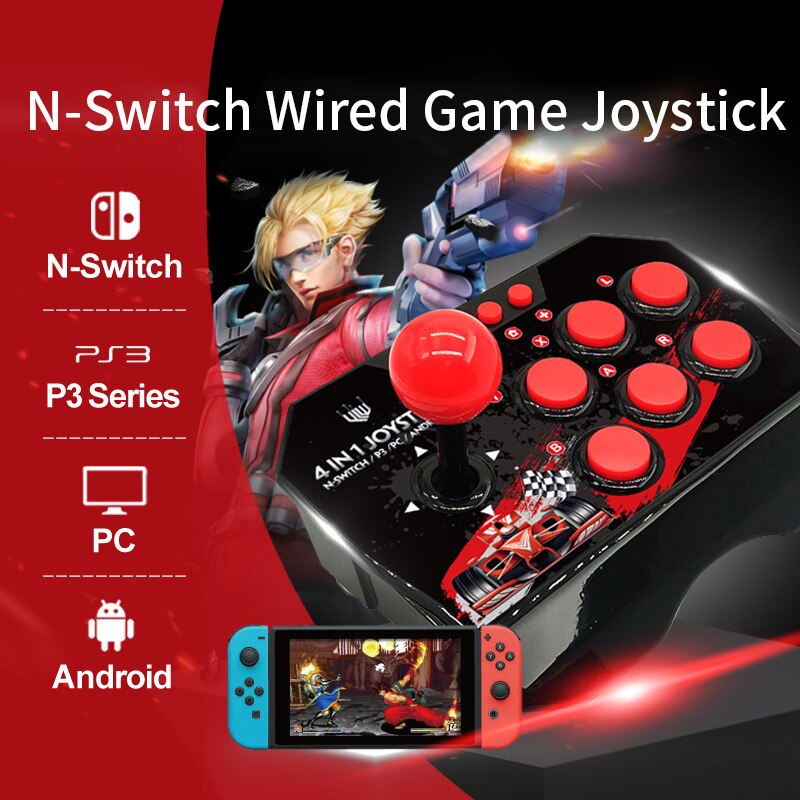 N-Switch Wired Game Joystick
N-Switch
PS3
P3 Series
PC
Android
4 IN 1 JOYST
N-SWITCH / P3 / PC / AND
L
R
X
A
B